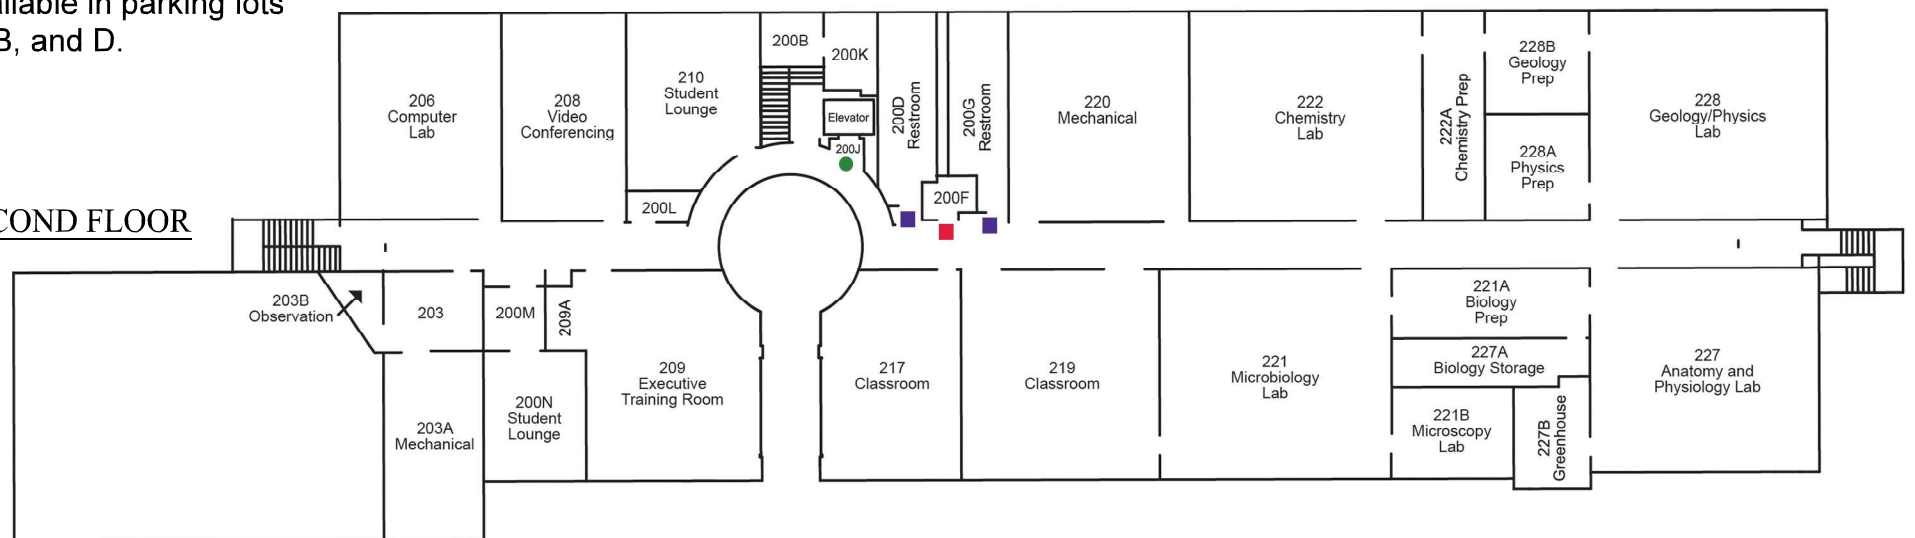 ailable in parking lots
B, and D.
COND FLOOR
206
Computer
Lab
208
Video
Conferencing
210
Student
Lounge
200L
200B
200K
Elevator
200J
200D
Restroom
200F
200G
Restroom
220
Mechanical
222
Chemistry
Lab
222A
Chemistry Prep
228B
Geology
Prep
228A
Physics
Prep
228
Geology/Physics
Lab
203B
Observation
203
200M
209A
203A
Mechanical
200N
Student
Lounge
209
Executive
Training Room
217
Classroom
219
Classroom
221
Microbiology
Lab
221A
Biology
Prep
227A
Biology Storage
221B
Microscopy
Lab
227B
Greenhouse
227
Anatomy and
Physiology Lab